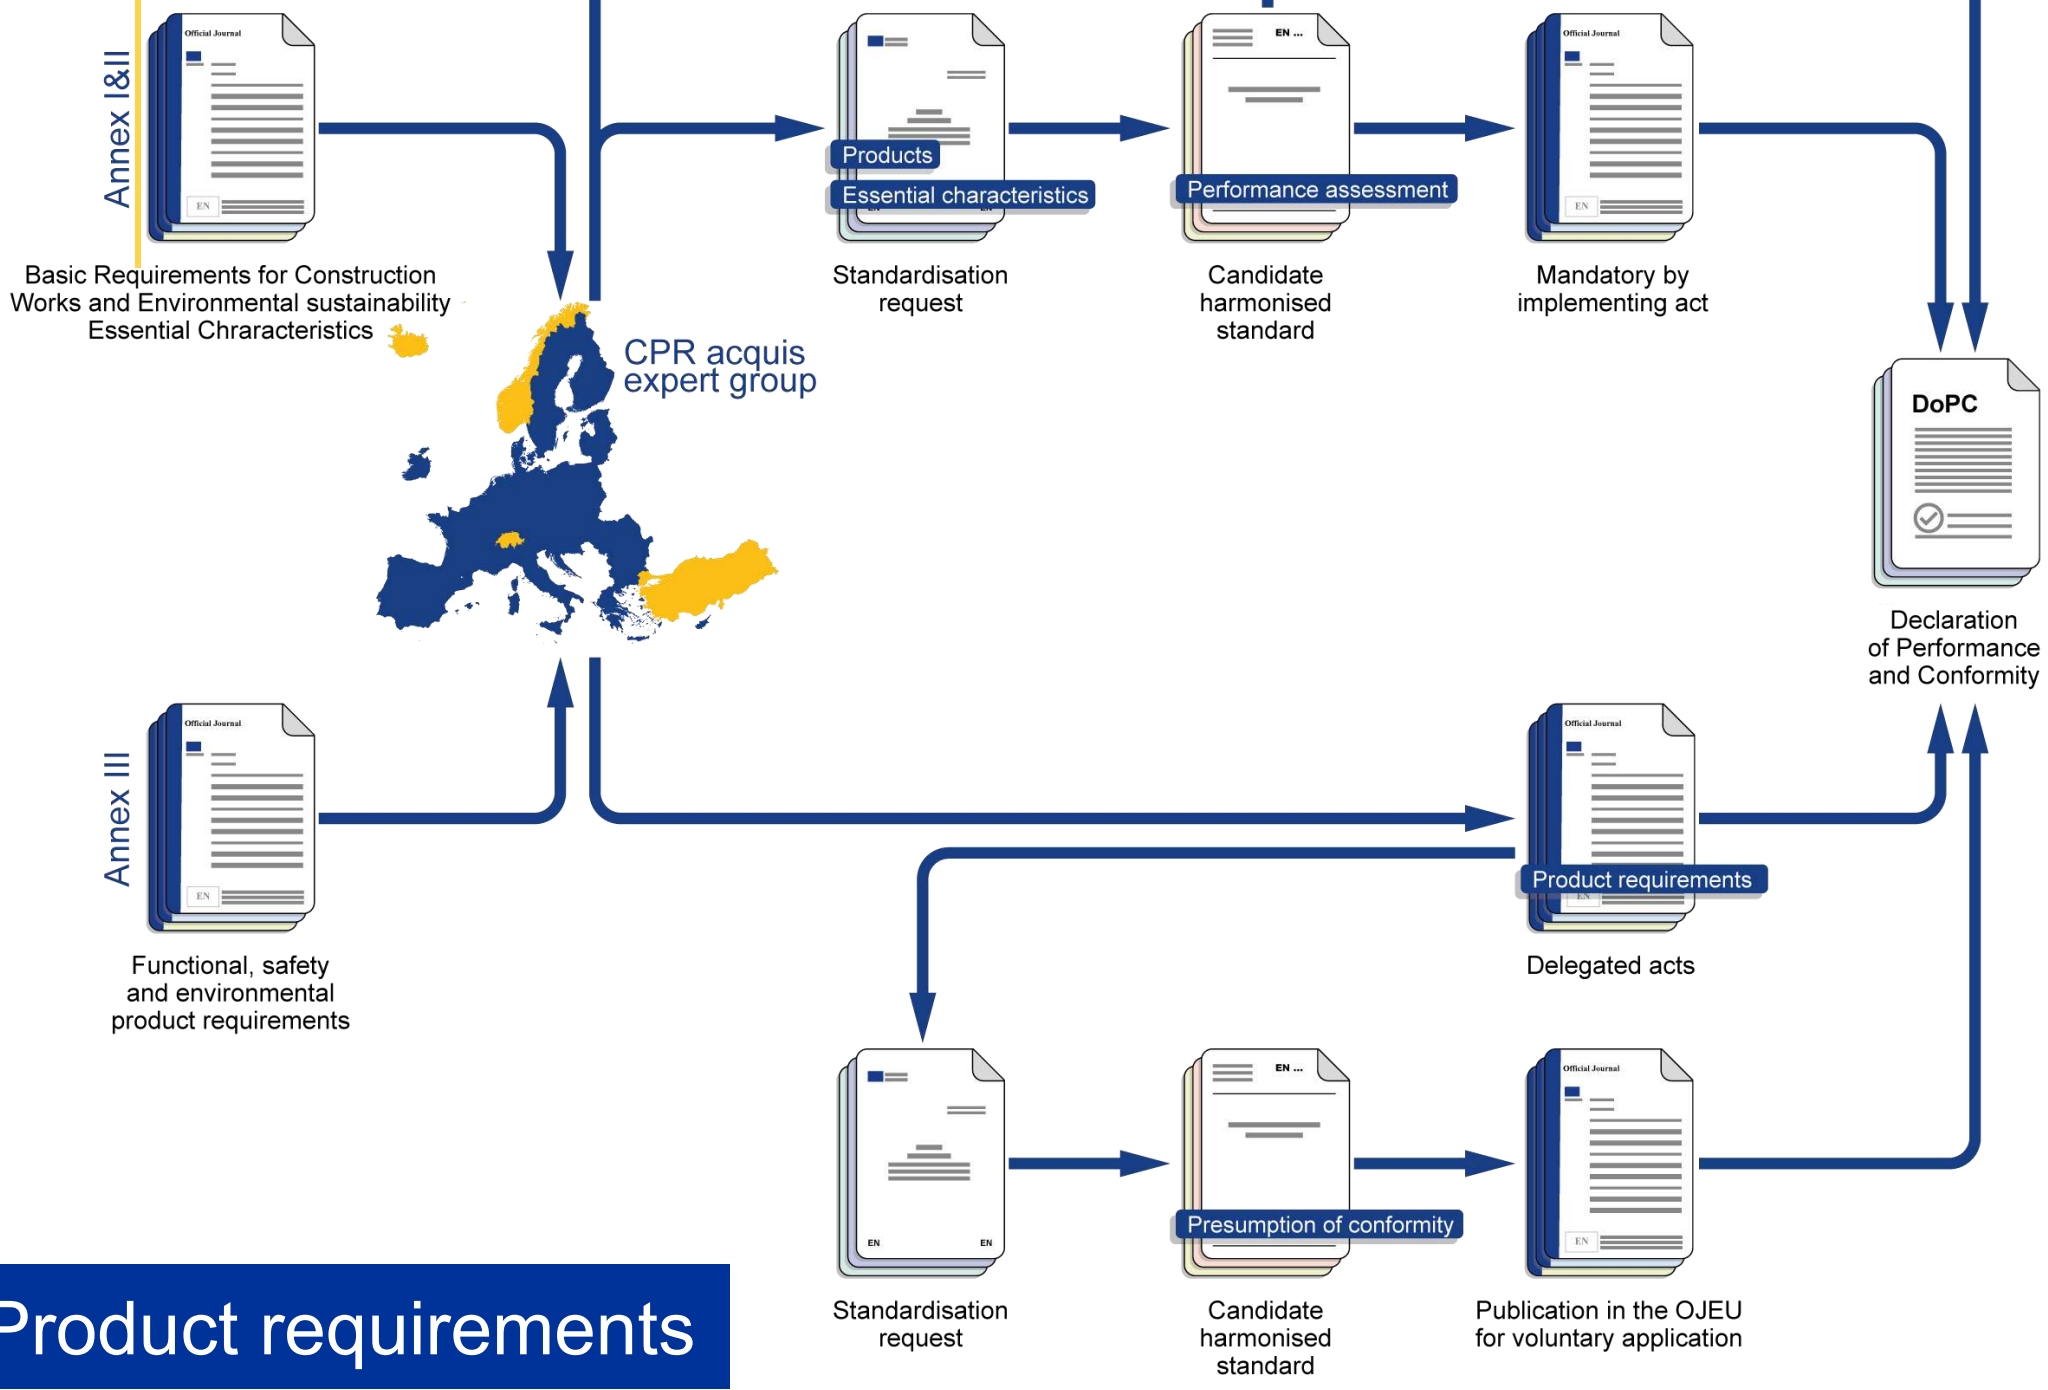 Annex I&II
Official Journal
EN
Basic Requirements for Construction
Works and Environmental sustainability
Essential Chraracteristics
Products
Essential characteristics
Standardisation
request
EN ...
Performance assessment
Candidate
harmonised
standard
Official Journal
EN
Mandatory by
implementing act
CPR acquis
expert group
DoPC
Declaration
of Performance
and Conformity
Annex III
Official Journal
EN
Functional, safety
and environmental
product requirements
Official Journal
Product requirements
EN
Delegated acts
EN EN
Standardisation
request
EN ...
Presumption of conformity
Candidate
harmonised
standard
Official Journal
EN
Publication in the OJEU
for voluntary application
Product requirements